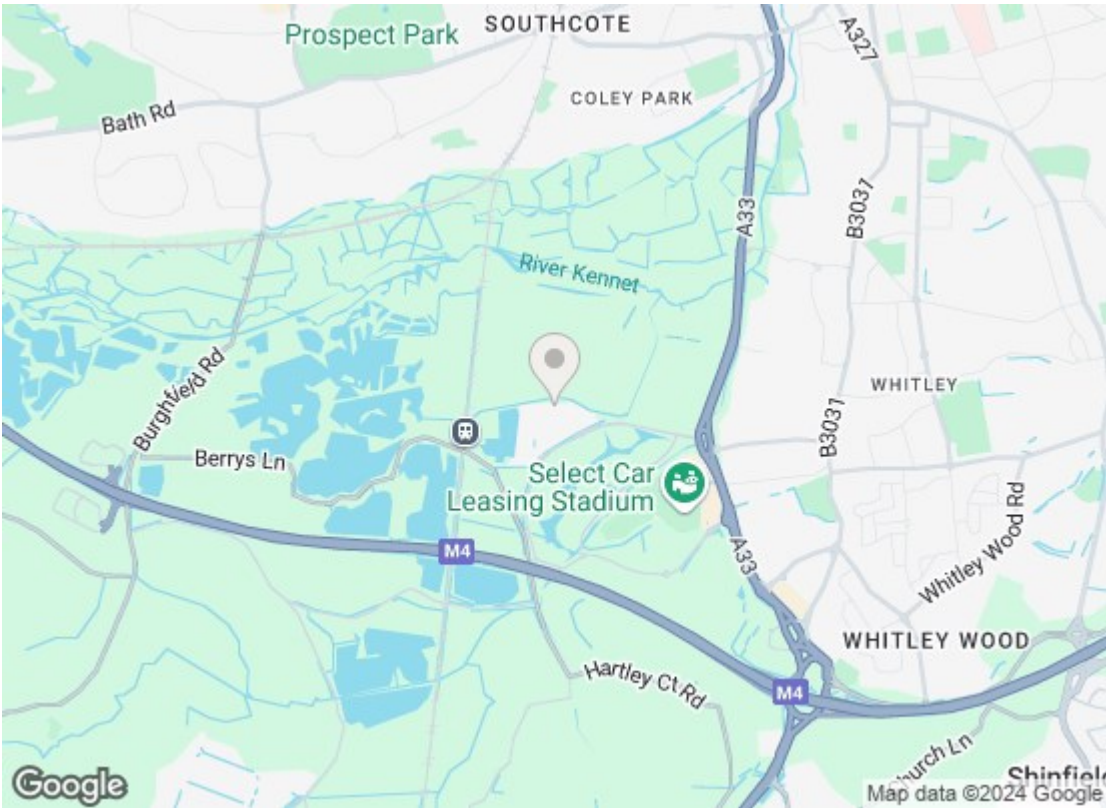 Prospect Park
SOUTHCOTE
A327
COLEY PARK
Bath Rd
A33
B3031
River Kennet
WHITLEY
Burghfield Rd
B3031
Berrys Ln
Select Car
Leasing Stadium
Whitley Wood Rd
M4
A33
WHITLEY WOOD
Hartley Ct Rd
M4
Church Ln
Shinfield
Google
Map data ©2024 Google